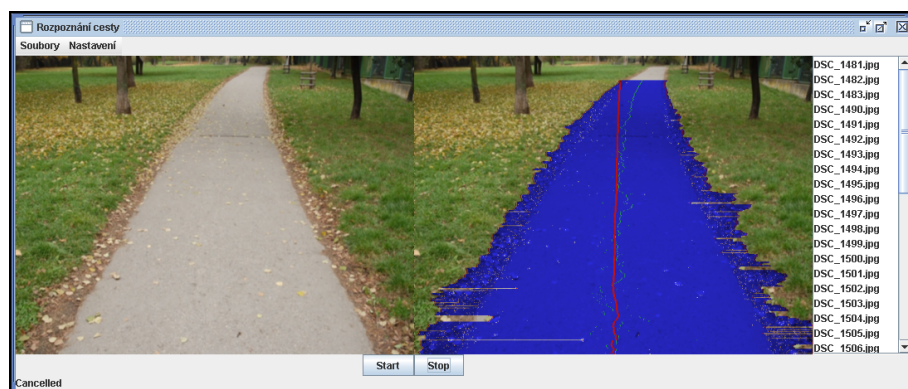 Rozpoznání cesty
Soubory Nastavení
DSC_1481.jpg
DSC_1482.jpg
DSC_1483.jpg
DSC_1490.jpg
DSC_1491.jpg
DSC_1492.jpg
DSC_1493.jpg
DSC_1494.jpg
DSC_1495.jpg
DSC_1496.jpg
DSC_1497.jpg
DSC_1498.jpg
DSC_1499.jpg
DSC_1500.jpg
DSC_1501.jpg
DSC_1502.jpg
DSC_1503.jpg
DSC_1504.jpg
DSC_1505.jpg
DSC_1506.jpg
Start Stop
Cancelled